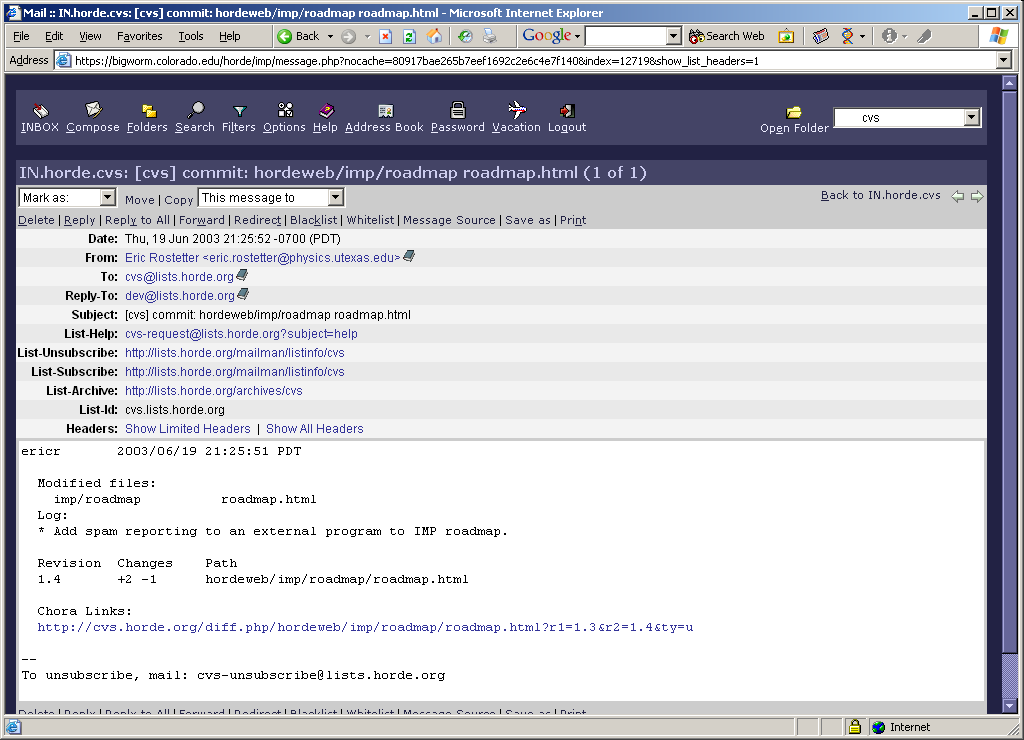 Mail :: IN.horde.cvs: [cvs] commit: hordeweb/imp/roadmap roadmap.html - Microsoft Internet Explorer
File Edit View Favorites Tools Help Back Google Search Web
Address https://bigworm.colorado.edu/horde/imp/message.php?nocache=80917bae265b7eef1692c2e6c4e7f140&index=12719&show_list_headers=1
INBOX Compose Folders Search Filters Options Help Address Book Password Vacation Logout Open Folder cvs
IN.horde.cvs: [cvs] commit: hordeweb/imp/roadmap roadmap.html (1 of 1)
Mark as: Move | Copy This message to Back to IN.horde.cvs
Delete | Reply | Reply to All | Forward | Redirect | Blacklist | Whitelist | Message Source | Save as | Print
Date: Thu, 19 Jun 2003 21:25:52 -0700 (PDT)
From: Eric Rostetter <eric.rostetter@physics.utexas.edu>
To: cvs@lists.horde.org
Reply-To: dev@lists.horde.org
Subject: [cvs] commit: hordeweb/imp/roadmap roadmap.html
List-Help: cvs-request@lists.horde.org?subject=help
List-Unsubscribe: http://lists.horde.org/mailman/listinfo/cvs
List-Subscribe: http://lists.horde.org/mailman/listinfo/cvs
List-Archive: http://lists.horde.org/archives/cvs
List-Id: cvs.lists.horde.org
Headers: Show Limited Headers | Show All Headers
ericr 2003/06/19 21:25:51 PDT
Modified files:
imp/roadmap roadmap.html
Log:
* Add spam reporting to an external program to IMP roadmap.
Revision Changes Path
1.4 +2 -1 hordeweb/imp/roadmap/roadmap.html
Chora Links:
http://cvs.horde.org/diff.php/hordeweb/imp/roadmap/roadmap.html?r1=1.3&r2=1.4&ty=u
--
To unsubscribe, mail: cvs-unsubscribe@lists.horde.org
Delete | Reply | Reply to All | Forward | Redirect | Blacklist | Whitelist | Message Source | Save as | Print
Internet